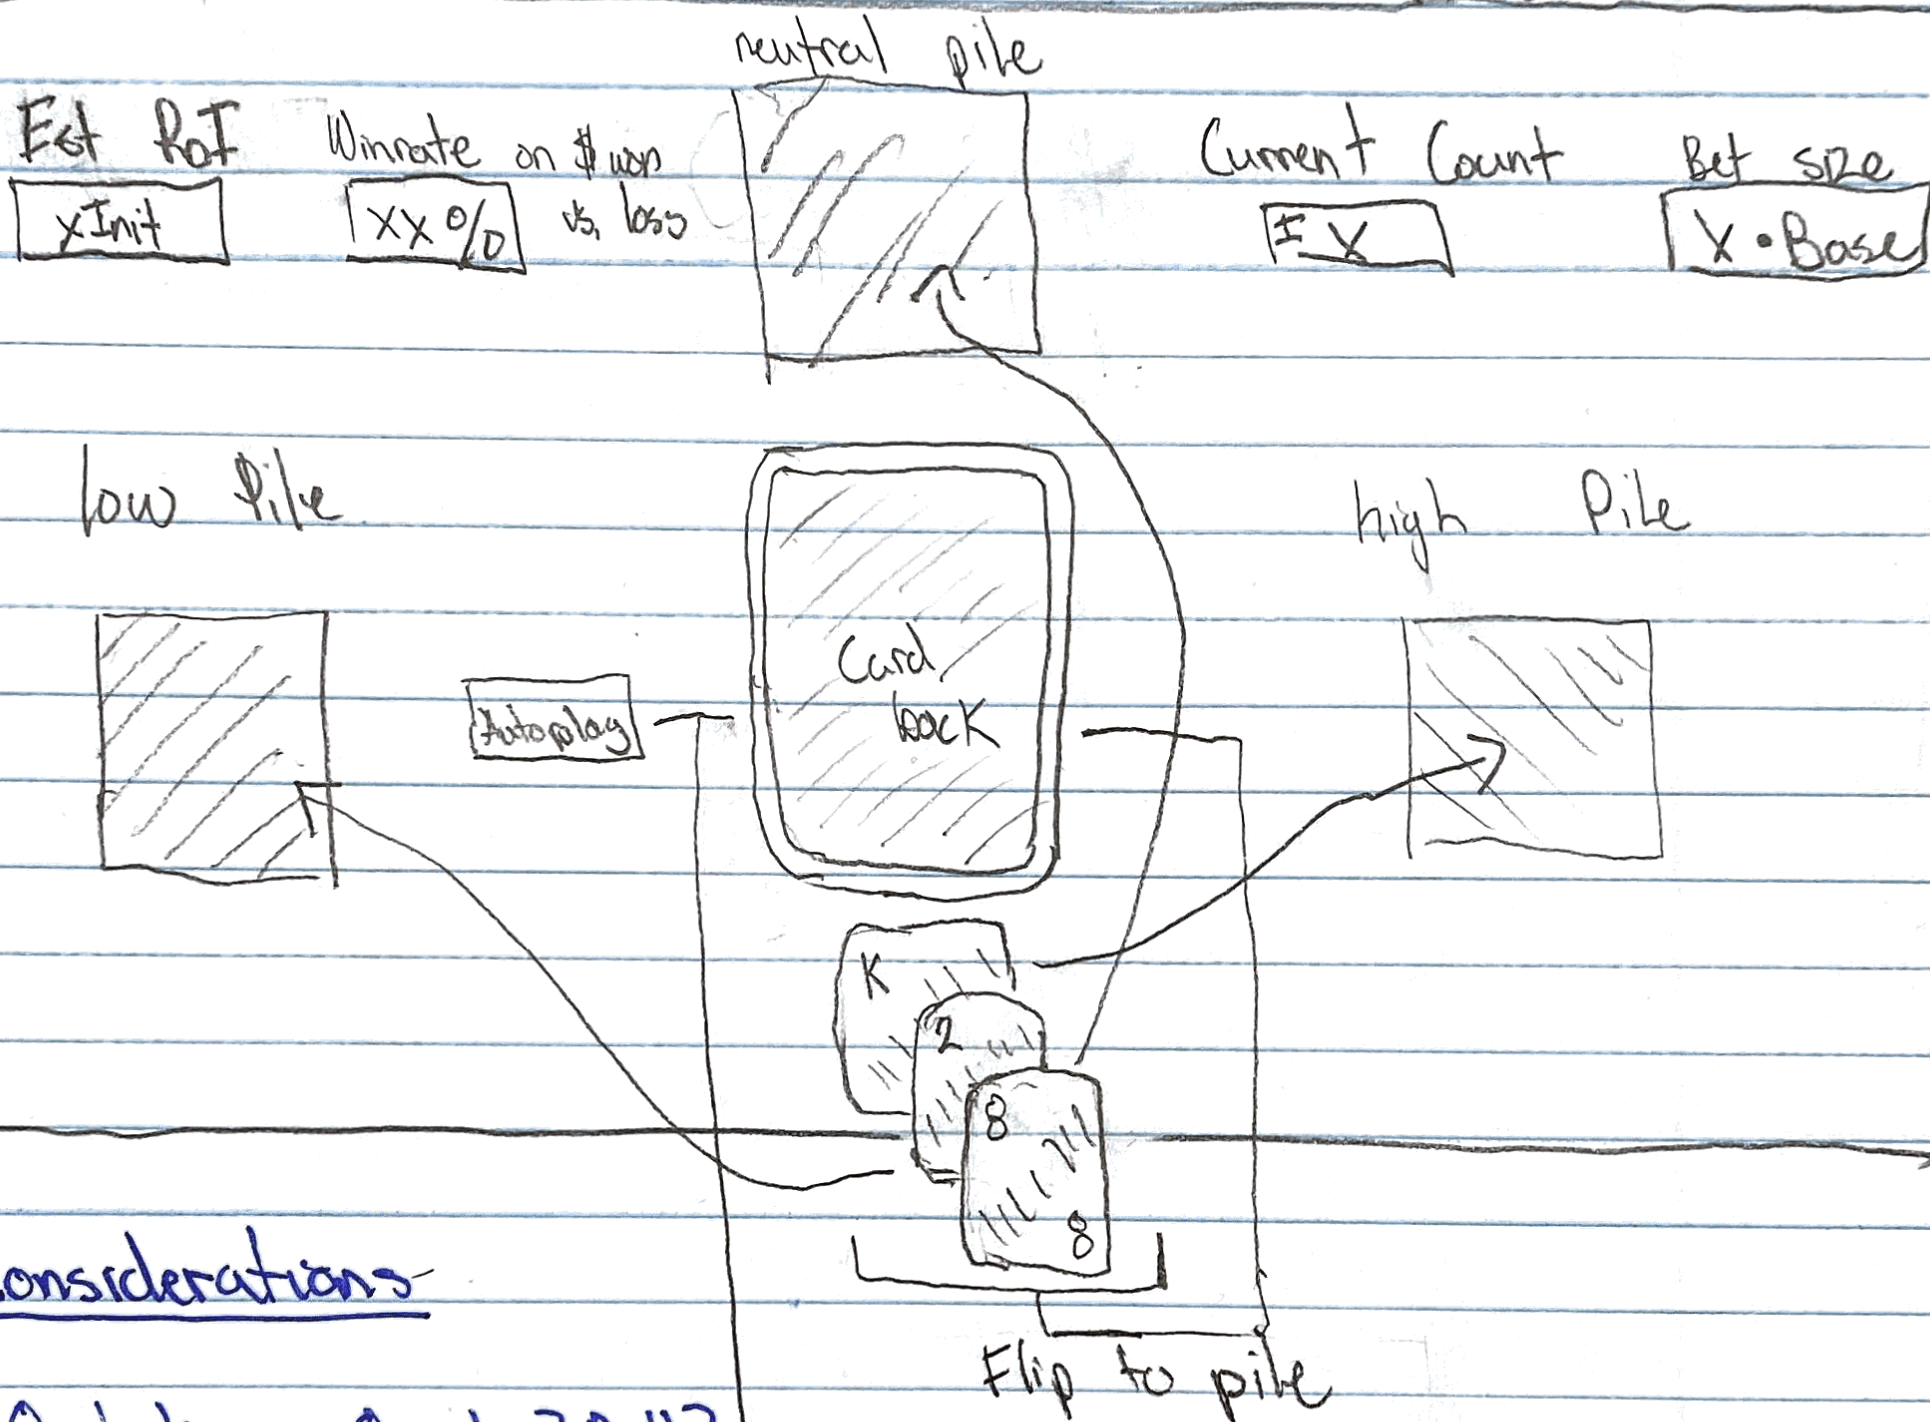 neutral pile
Est RoI
Winrate on $ won
vs. loss
Current Count
Bet size
xInit
XX%
± X
X • Base
low Pile
high Pile
Card
back
Autoplay
K
2
8
8
onsiderations
Flip to pile